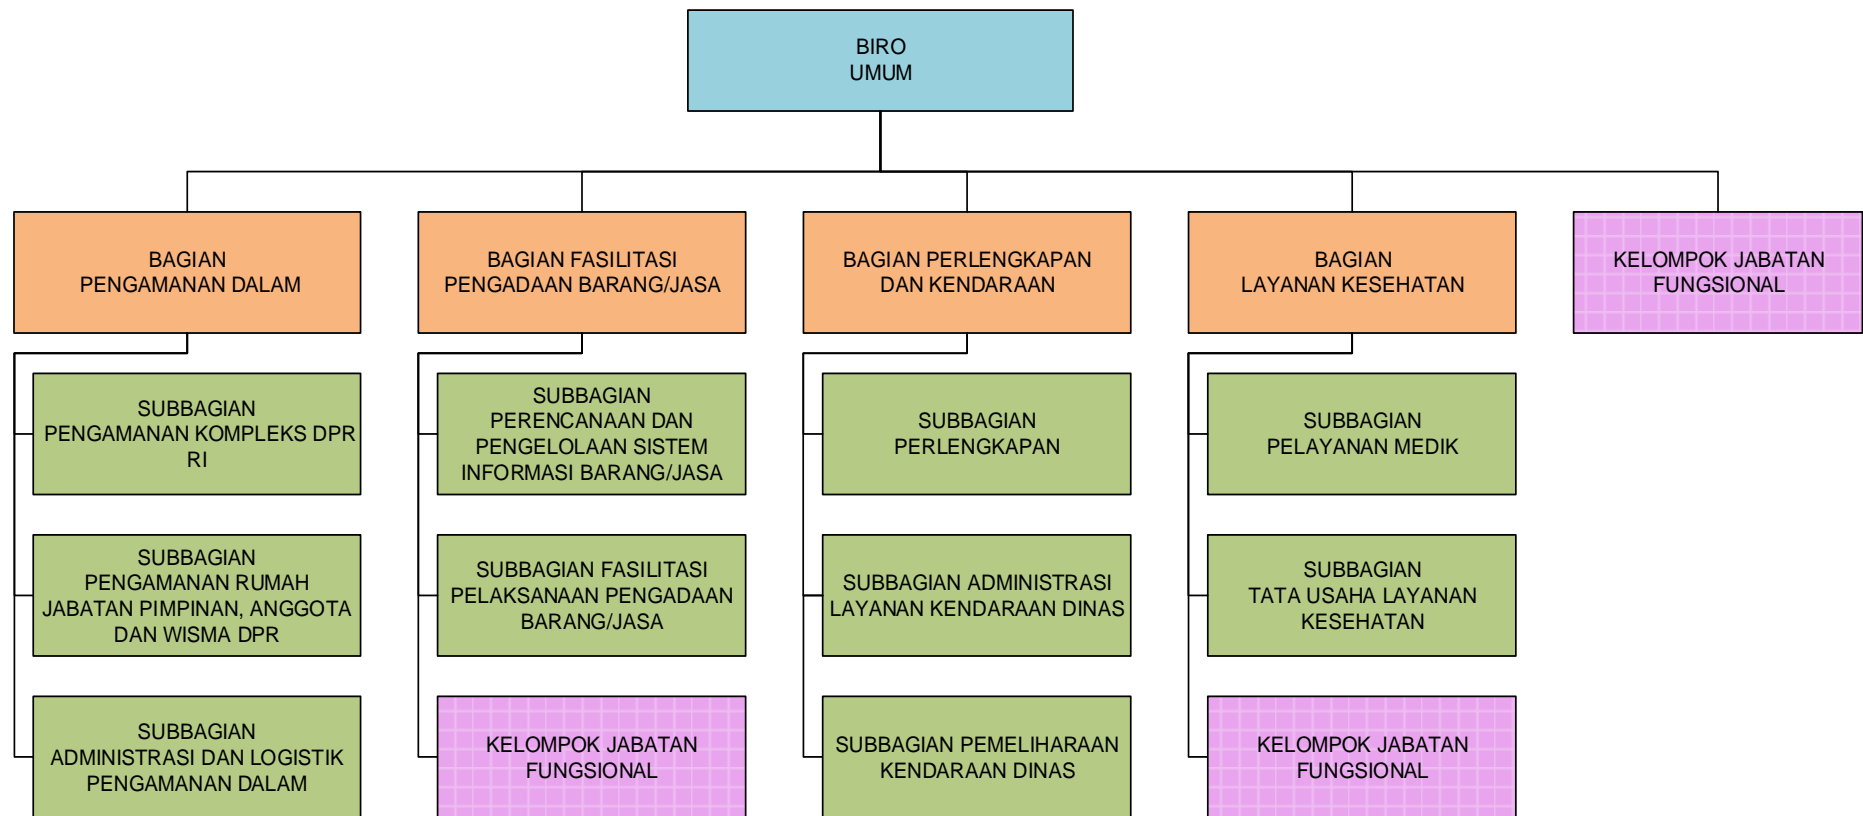 BIRO
UMUM
BAGIAN
PENGAMANAN DALAM
BAGIAN FASILITASI
PENGADAAN BARANG/JASA
BAGIAN PERLENGKAPAN
DAN KENDARAAN
BAGIAN
LAYANAN KESEHATAN
KELOMPOK JABATAN
FUNGSIONAL
SUBBAGIAN
PENGAMANAN KOMPLEKS DPR
RI
SUBBAGIAN
PERENCANAAN DAN
PENGELOLAAN SISTEM
INFORMASI BARANG/JASA
SUBBAGIAN
PERLENGKAPAN
SUBBAGIAN
PELAYANAN MEDIK
SUBBAGIAN
PENGAMANAN RUMAH
JABATAN PIMPINAN, ANGGOTA
DAN WISMA DPR
SUBBAGIAN FASILITASI
PELAKSANAAN PENGADAAN
BARANG/JASA
SUBBAGIAN ADMINISTRASI
LAYANAN KENDARAAN DINAS
SUBBAGIAN
TATA USAHA LAYANAN
KESEHATAN
SUBBAGIAN
ADMINISTRASI DAN LOGISTIK
PENGAMANAN DALAM
KELOMPOK JABATAN
FUNGSIONAL
SUBBAGIAN PEMELIHARAAN
KENDARAAN DINAS
KELOMPOK JABATAN
FUNGSIONAL